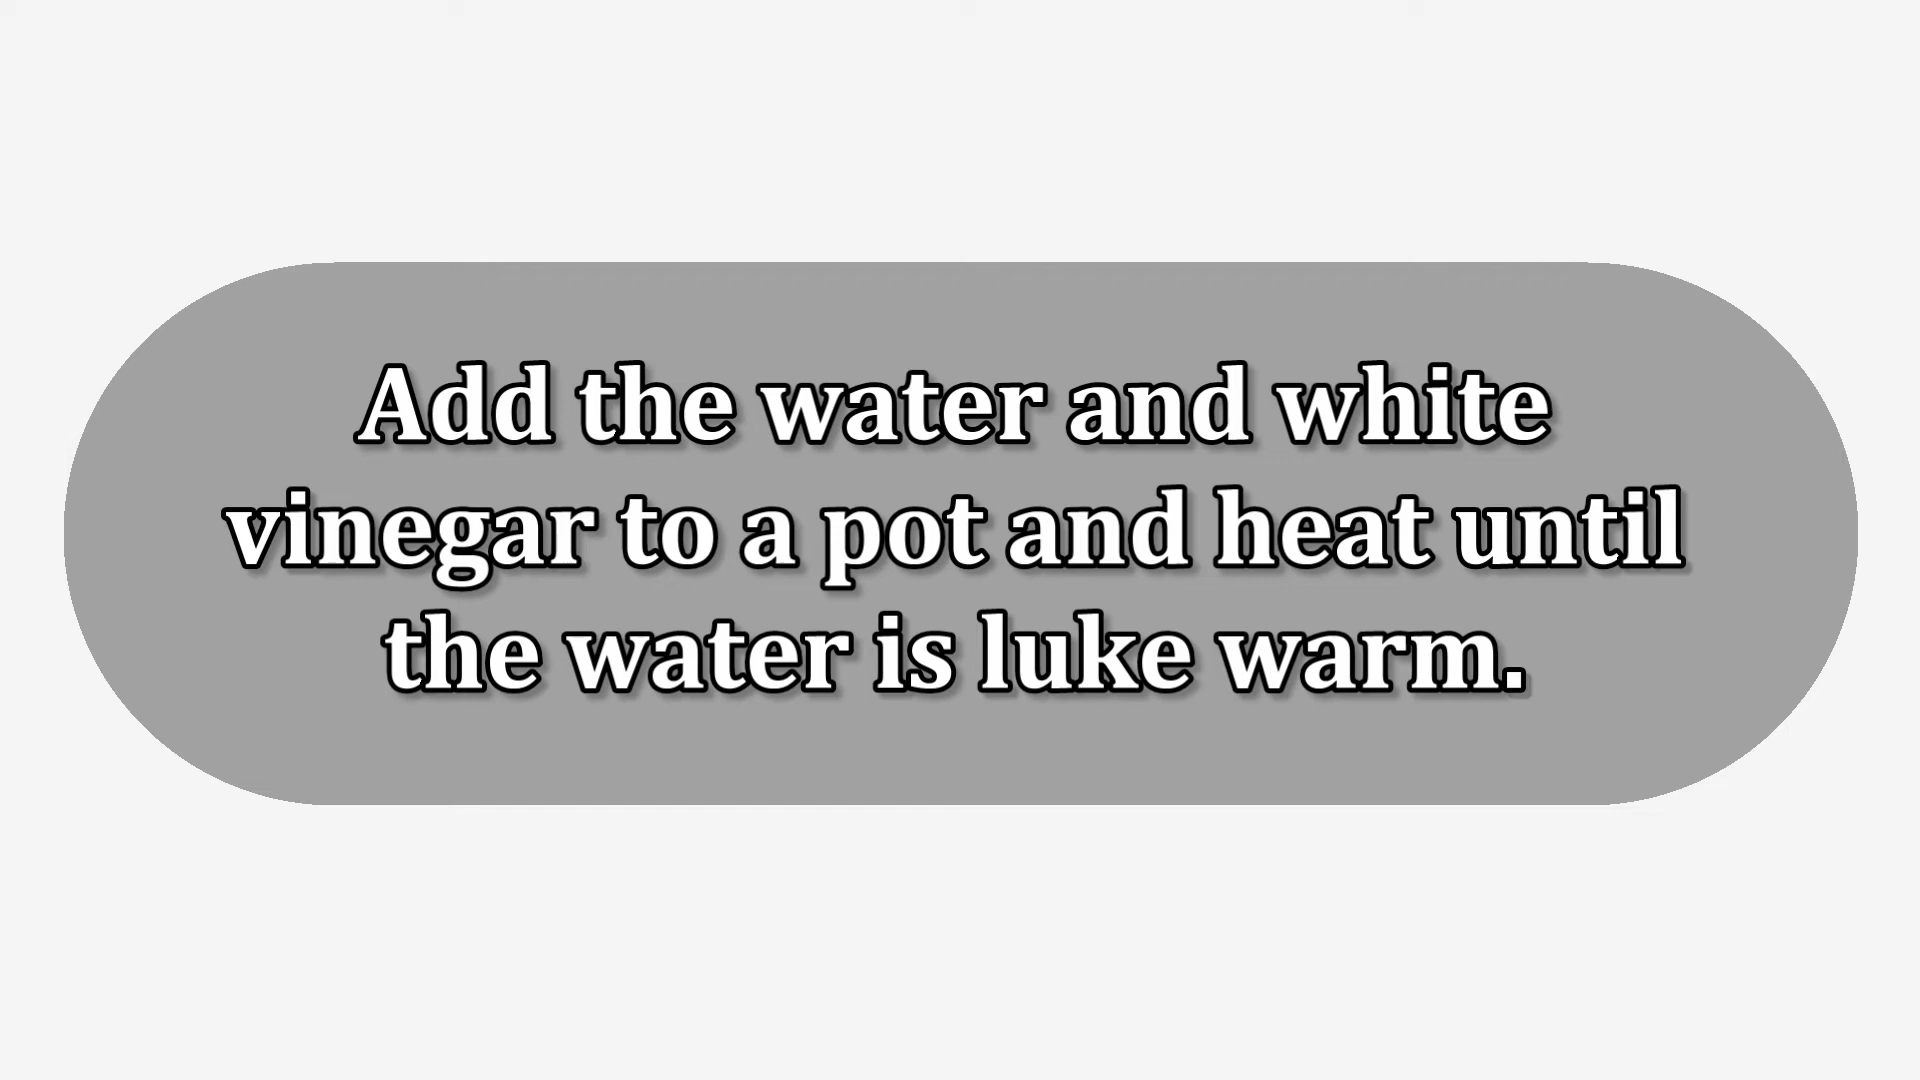 Add the water and white
vinegar to a pot and heat until
the water is luke warm.